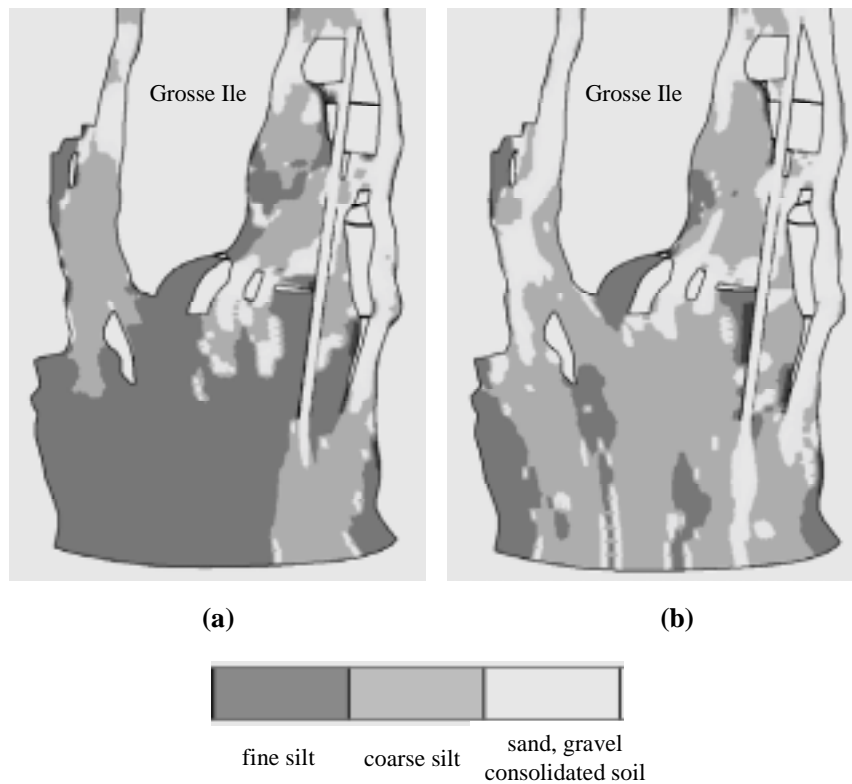 Grosse Ile
Grosse Ile
(a)
(b)
fine silt
coarse silt
sand, gravel
consolidated soil